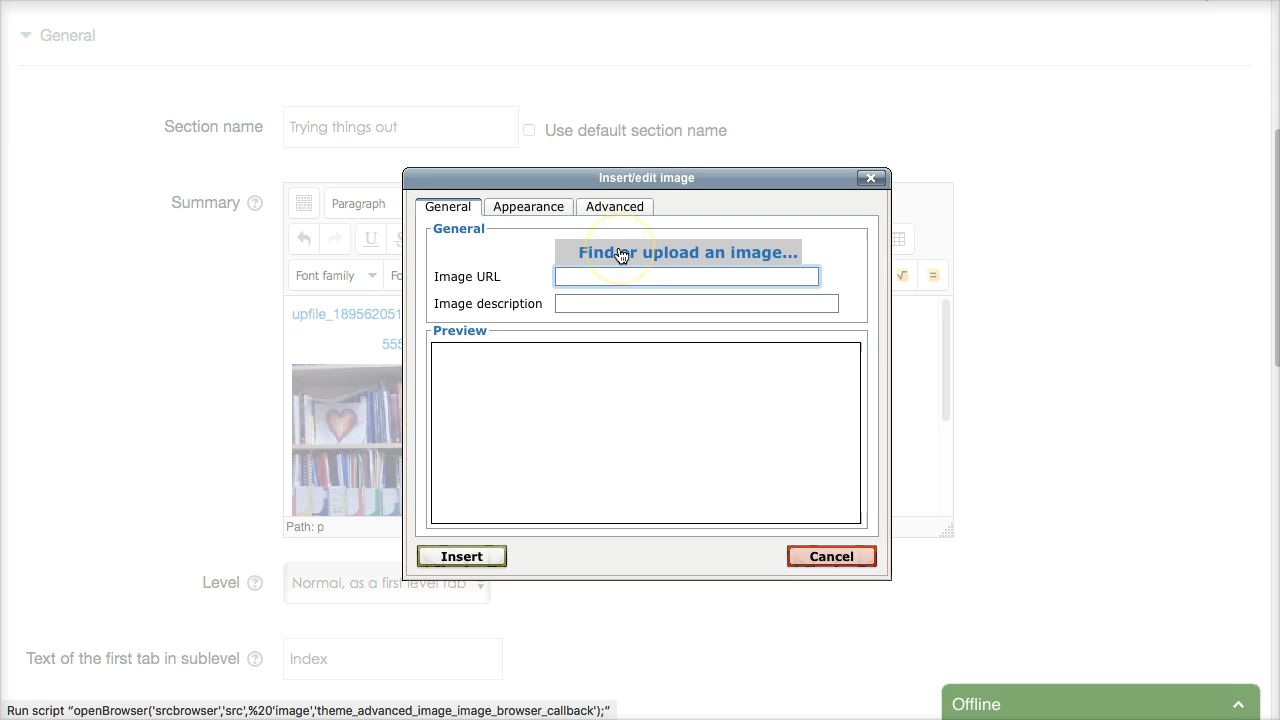 General
Section name
Trying things out
Use default section name
Summary
Paragraph
Font family
Fo
upfile_189562051
555
Path: p
Insert/edit image
General
Appearance
Advanced
General
Find or upload an image...
Image URL
Image description
Preview
Insert
Cancel
Level
Normal, as a first level tab
Text of the first tab in sublevel
Index
Run script "openBrowser('srcbrowser','src','%20image','theme_advanced_image_image_browser_callback');"
Offline